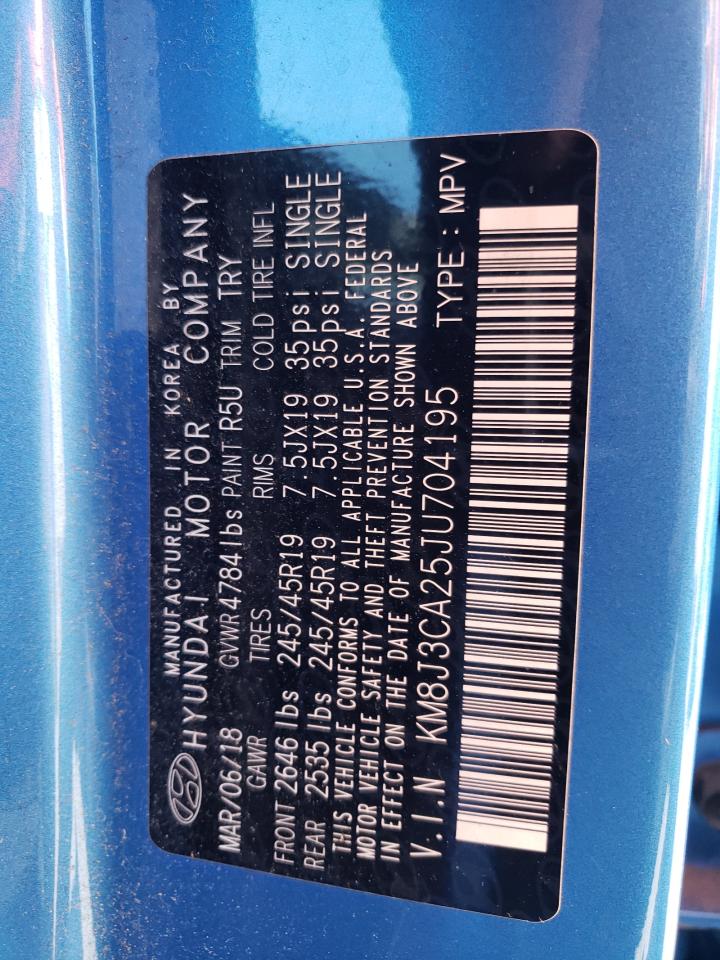 MANUFACTURED IN KOREA BY
HYUNDAI MOTOR COMPANY
MAR/06/18 GVWR 4784 lbs PAINT R5U TRIM TRY
GAWR TIRES RIMS COLD TIRE INFL
FRONT 2646 lbs 245/45R19 7.5JX19 35psi SINGLE
REAR 2535 lbs 245/45R19 7.5JX19 35psi SINGLE
THIS VEHICLE CONFORMS TO ALL APPLICABLE U.S.A. FEDERAL
MOTOR VEHICLE SAFETY AND THEFT PREVENTION STANDARDS
IN EFFECT ON THE DATE OF MANUFACTURE SHOWN ABOVE
V.I.N KM8J3CA25JU704195 TYPE : MPV